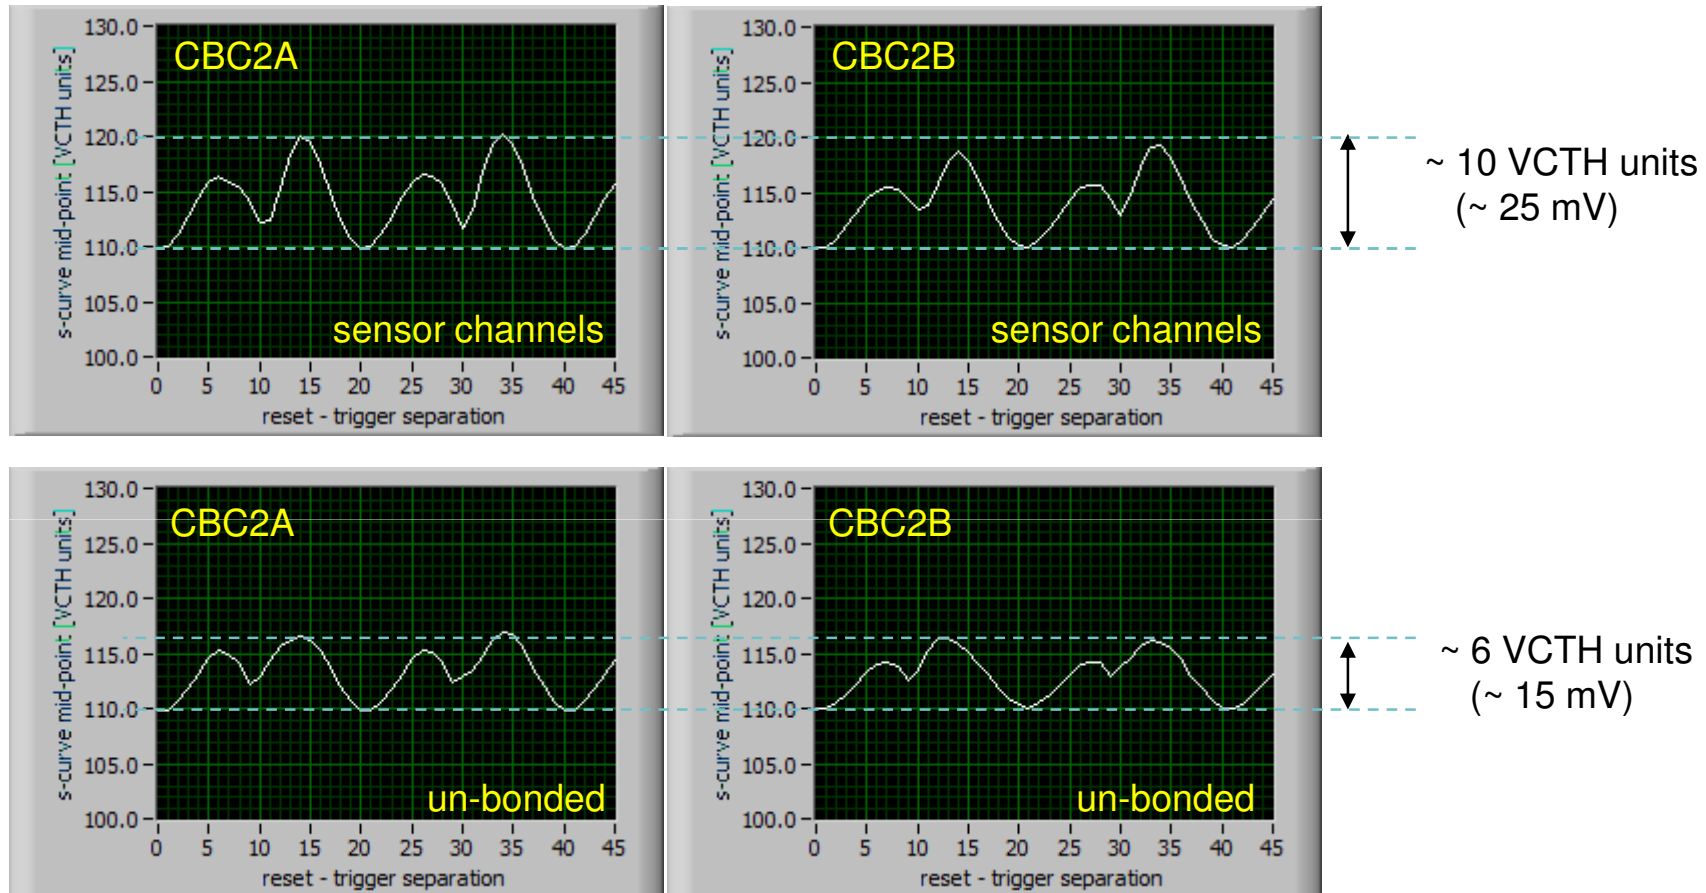 CBC2A
s-curve mid-point [VCTH units]
130.0
125.0
120.0
115.0
110.0
105.0
100.0
sensor channels
0 5 10 15 20 25 30 35 40 45
reset - trigger separation
CBC2B
s-curve mid-point [VCTH units]
130.0
125.0
120.0
115.0
110.0
105.0
100.0
sensor channels
0 5 10 15 20 25 30 35 40 45
reset - trigger separation
~ 10 VCTH units
(~ 25 mV)
CBC2A
s-curve mid-point [VCTH units]
130.0
125.0
120.0
115.0
110.0
105.0
100.0
un-bonded
0 5 10 15 20 25 30 35 40 45
reset - trigger separation
CBC2B
s-curve mid-point [VCTH units]
130.0
125.0
120.0
115.0
110.0
105.0
100.0
un-bonded
0 5 10 15 20 25 30 35 40 45
reset - trigger separation
~ 6 VCTH units
(~ 15 mV)